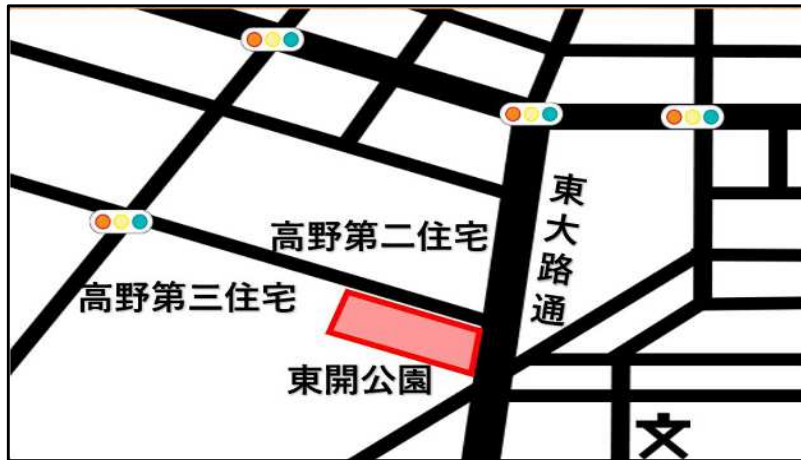 高野第二住宅
東大路通
高野第三住宅
東開公園
文